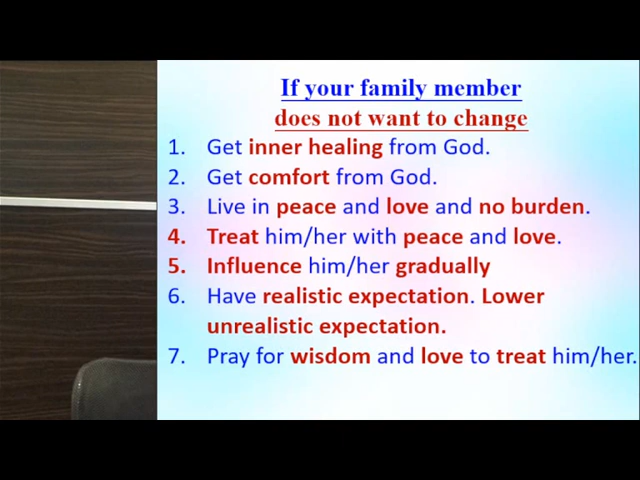 If your family member
does not want to change
1. Get inner healing from God.
2. Get comfort from God.
3. Live in peace and love and no burden.
4. Treat him/her with peace and love.
5. Influence him/her gradually
6. Have realistic expectation. Lower
unrealistic expectation.
7. Pray for wisdom and love to treat him/her.